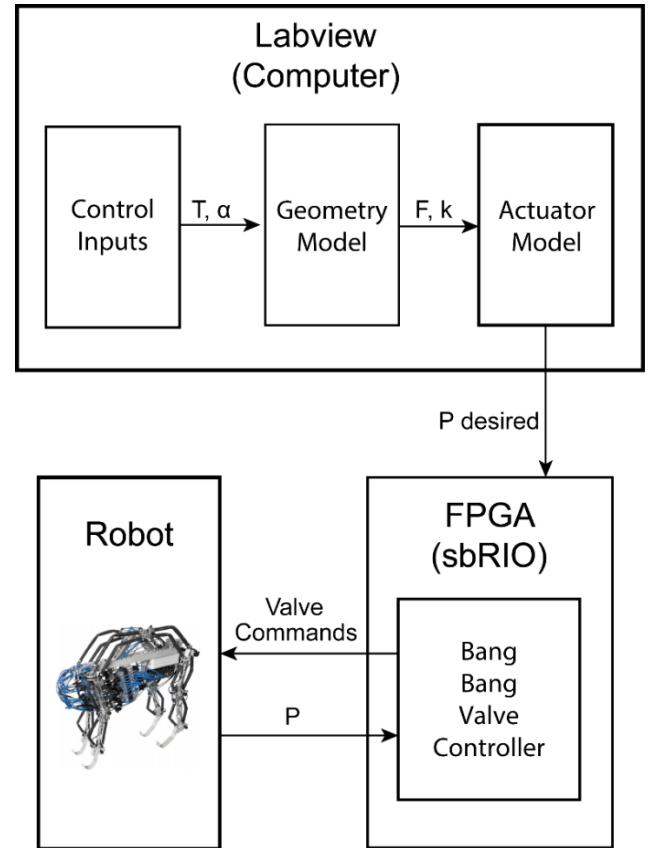 Labview
(Computer)
Control
Inputs
T, α
Geometry
Model
F, k
Actuator
Model
P desired
Robot
FPGA
(sbRIO)
Valve
Commands
P
Bang
Bang
Valve
Controller